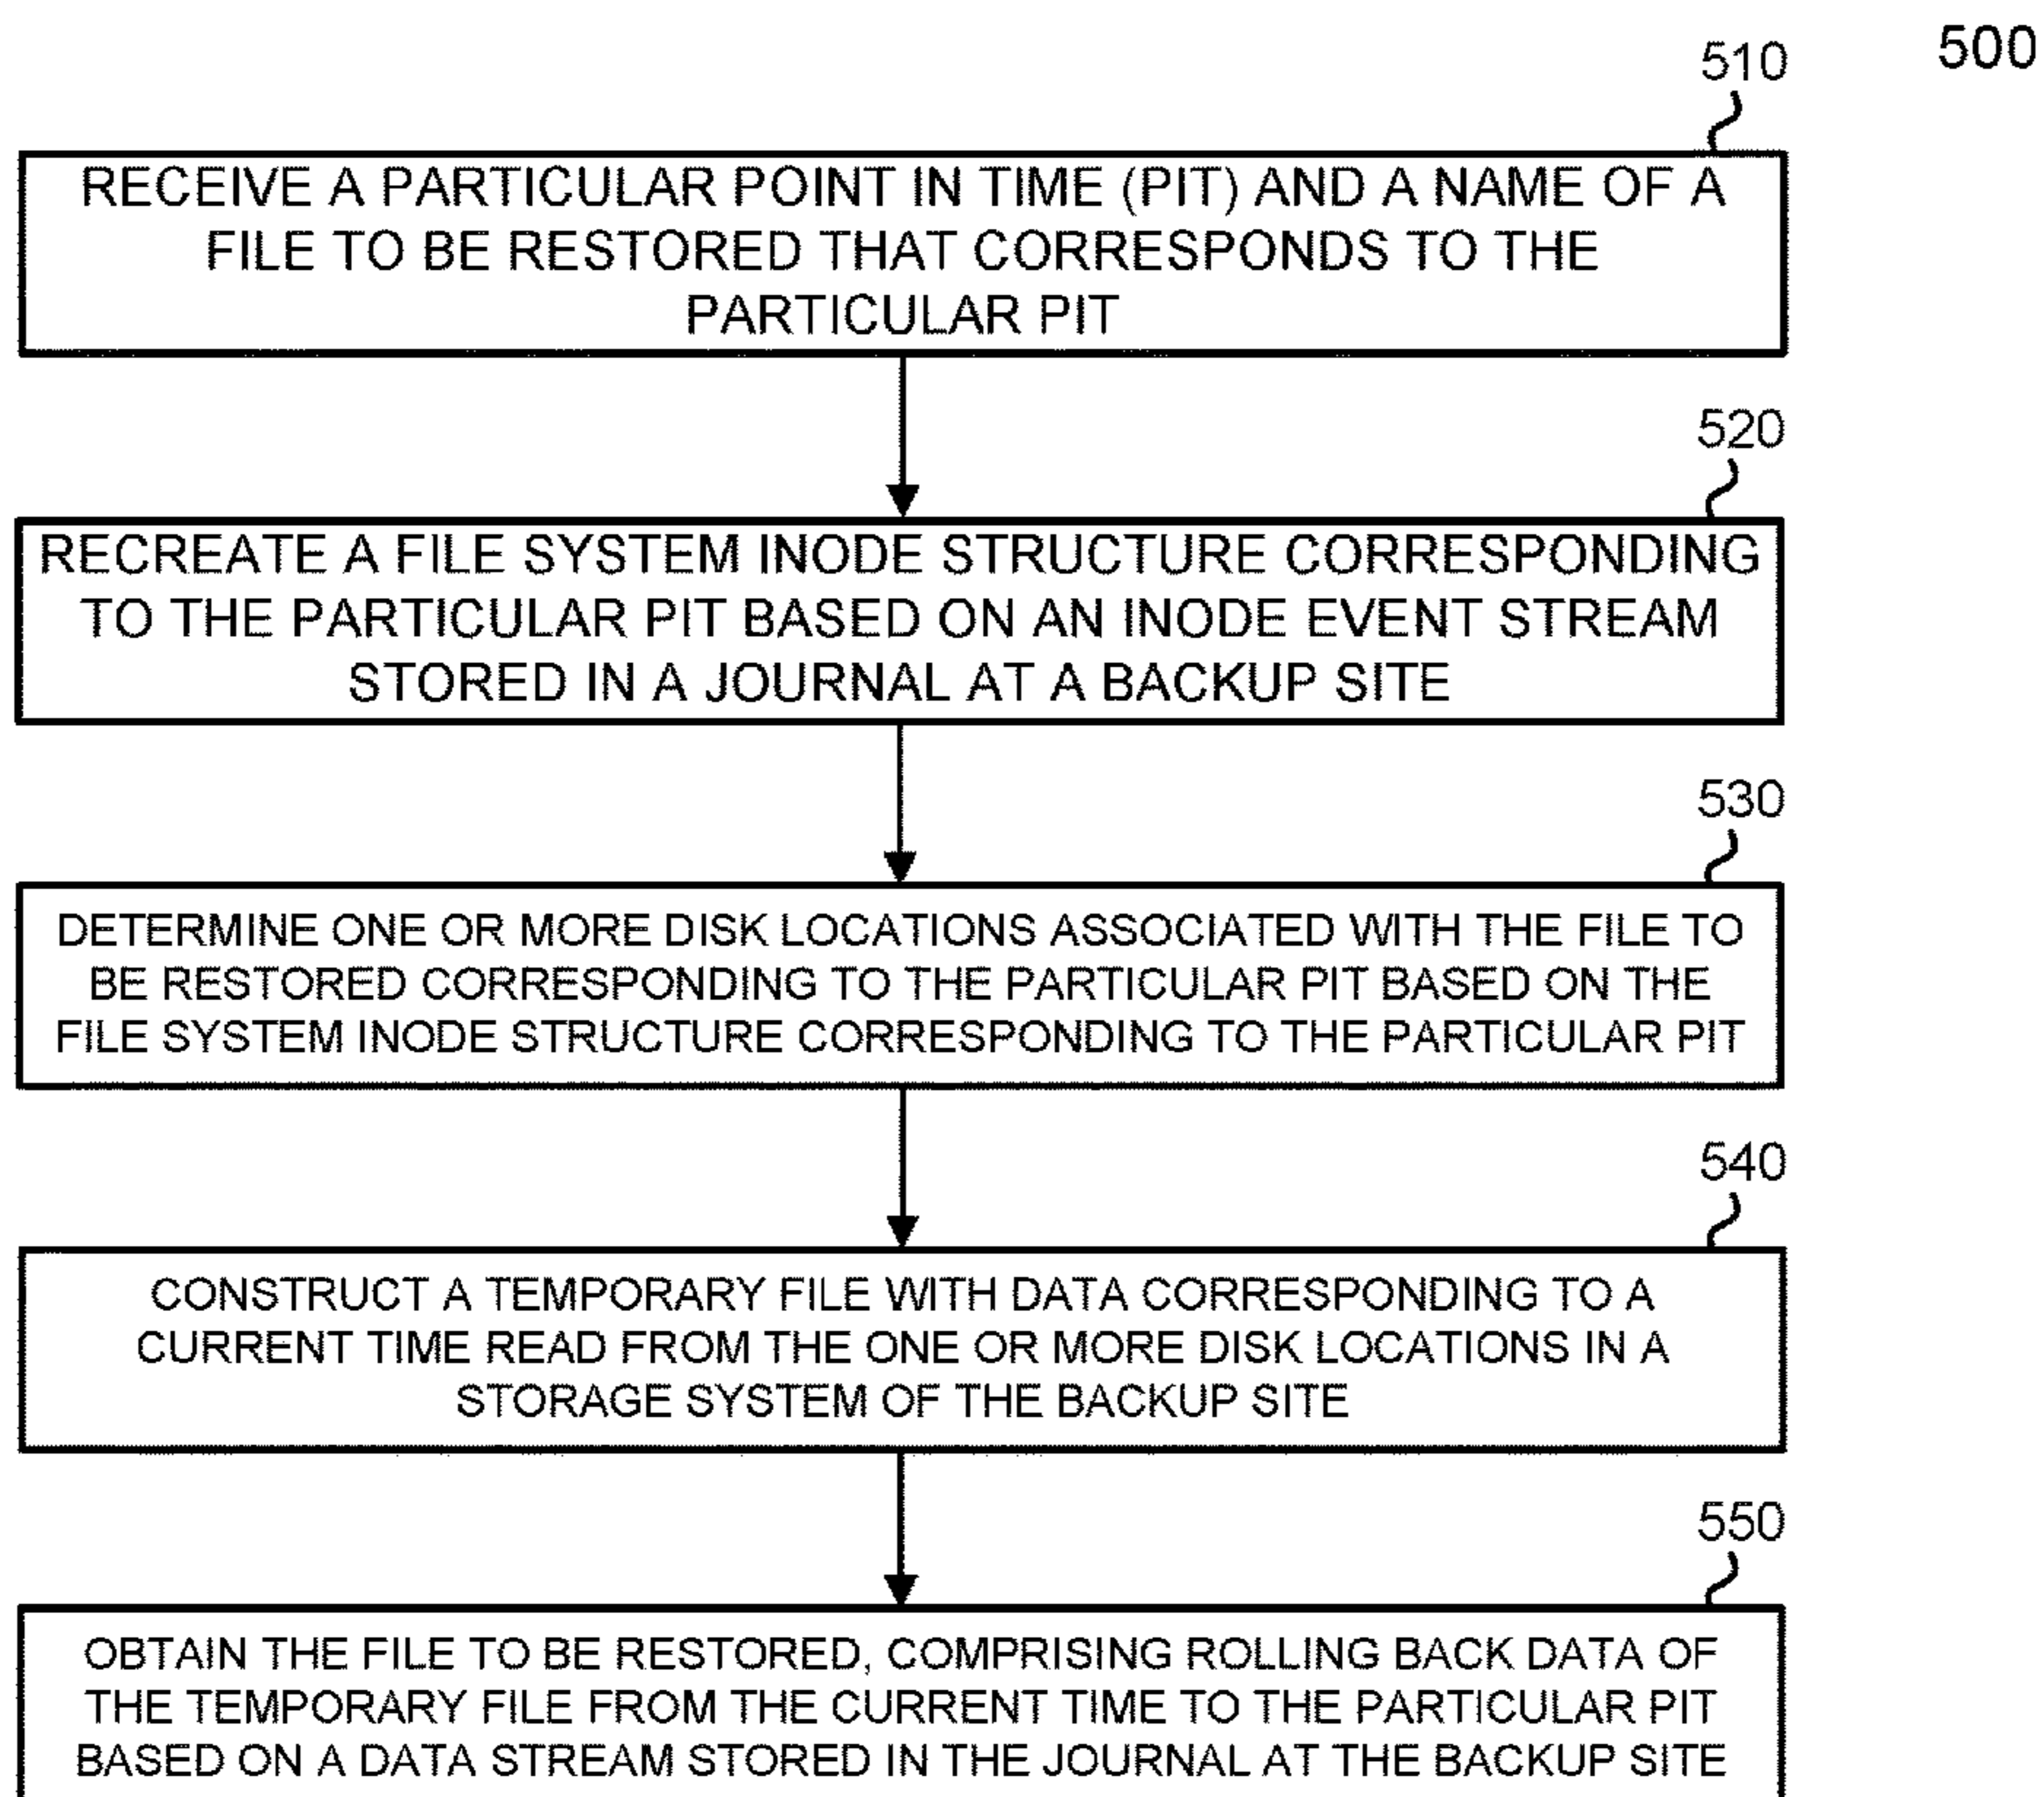 500
510
RECEIVE A PARTICULAR POINT IN TIME (PIT) AND A NAME OF A
FILE TO BE RESTORED THAT CORRESPONDS TO THE
PARTICULAR PIT
520
RECREATE A FILE SYSTEM INODE STRUCTURE CORRESPONDING
TO THE PARTICULAR PIT BASED ON AN INODE EVENT STREAM
STORED IN A JOURNAL AT A BACKUP SITE
530
DETERMINE ONE OR MORE DISK LOCATIONS ASSOCIATED WITH THE FILE TO
BE RESTORED CORRESPONDING TO THE PARTICULAR PIT BASED ON THE
FILE SYSTEM INODE STRUCTURE CORRESPONDING TO THE PARTICULAR PIT
540
CONSTRUCT A TEMPORARY FILE WITH DATA CORRESPONDING TO A
CURRENT TIME READ FROM THE ONE OR MORE DISK LOCATIONS IN A
STORAGE SYSTEM OF THE BACKUP SITE
550
OBTAIN THE FILE TO BE RESTORED, COMPRISING ROLLING BACK DATA OF
THE TEMPORARY FILE FROM THE CURRENT TIME TO THE PARTICULAR PIT
BASED ON A DATA STREAM STORED IN THE JOURNAL AT THE BACKUP SITE